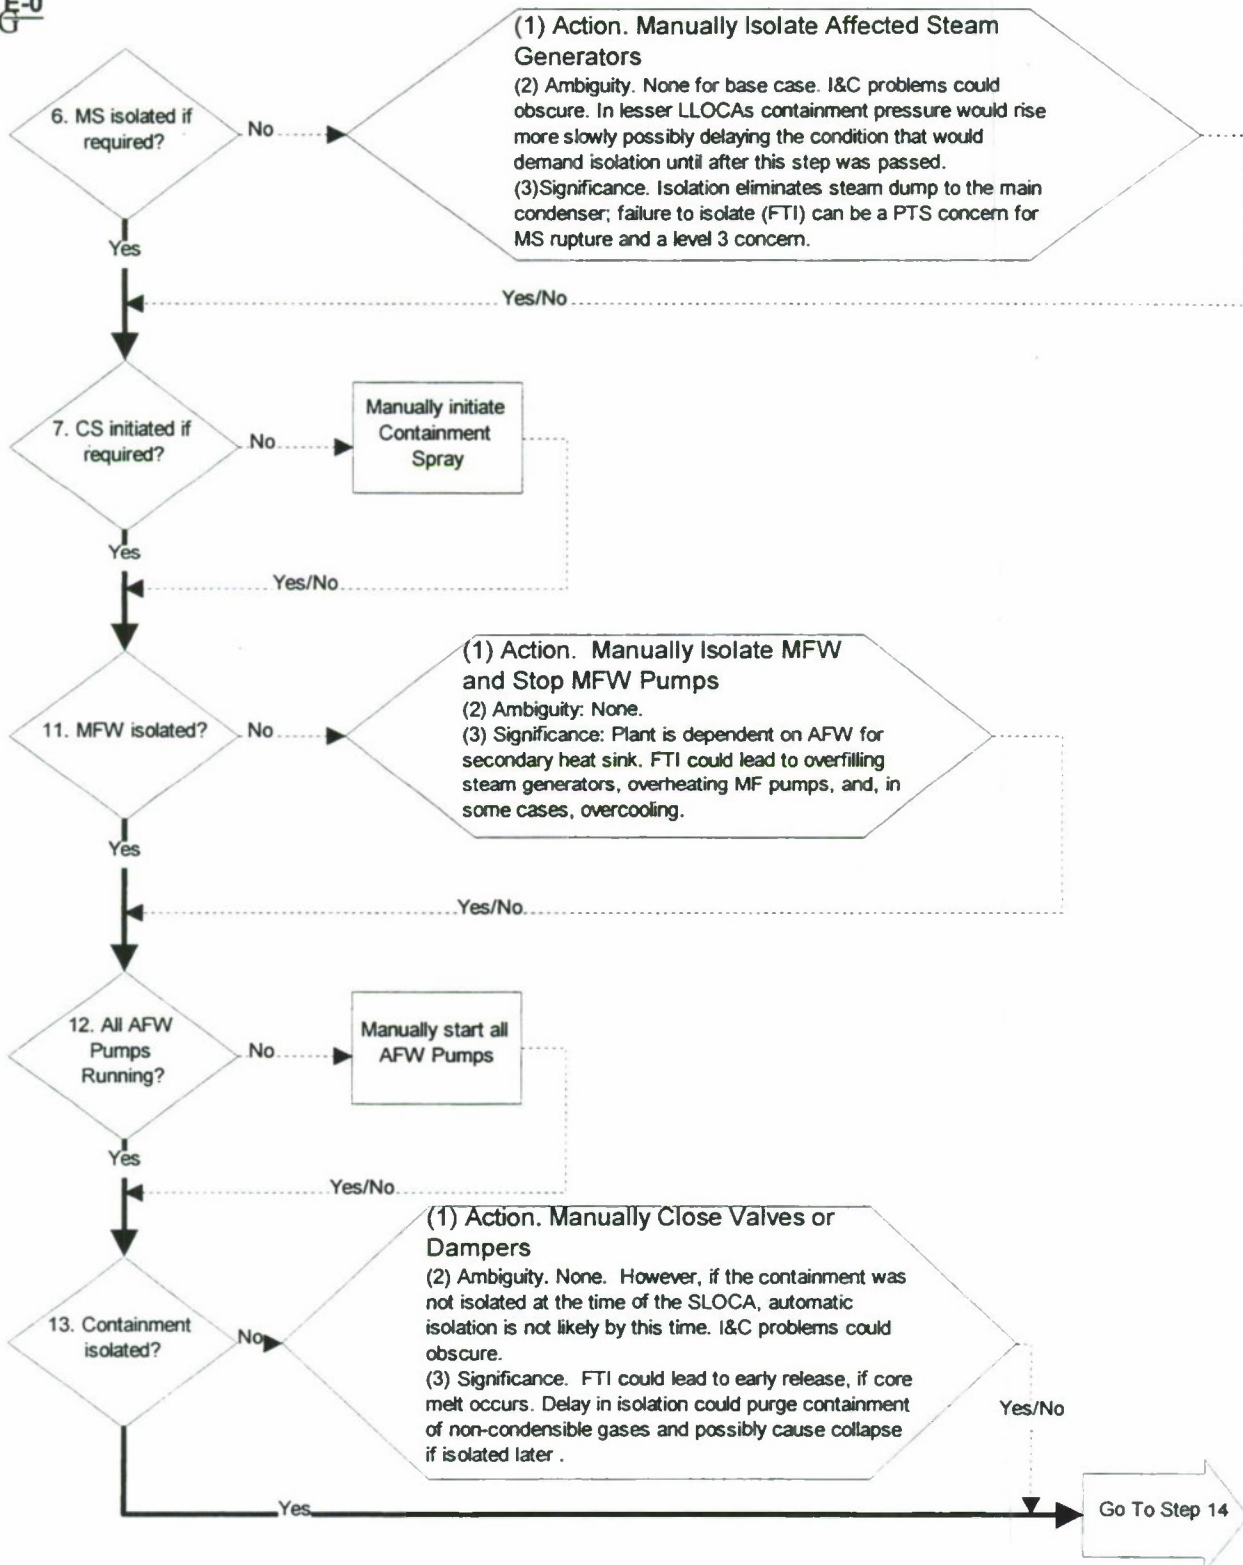 E-0
G
(1) Action. Manually Isolate Affected Steam
Generators
(2) Ambiguity. None for base case. I&C problems could
obscure. In lesser LLOCAs containment pressure would rise
more slowly possibly delaying the condition that would
demand isolation until after this step was passed.
(3)Significance. Isolation eliminates steam dump to the main
condenser; failure to isolate (FTI) can be a PTS concern for
MS rupture and a level 3 concern.
6. MS isolated if
required?
No
Yes
Yes/No
7. CS initiated if
required?
No
Manually initiate
Containment
Spray
Yes
Yes/No
(1) Action. Manually Isolate MFW
and Stop MFW Pumps
(2) Ambiguity: None.
(3) Significance: Plant is dependent on AFW for
secondary heat sink. FTI could lead to overfilling
steam generators, overheating MF pumps, and, in
some cases, overcooling.
11. MFW isolated?
No
Yes
Yes/No
12. All AFW
Pumps
Running?
No
Manually start all
AFW Pumps
Yes
Yes/No
(1) Action. Manually Close Valves or
Dampers
(2) Ambiguity. None. However, if the containment was
not isolated at the time of the SLOCA, automatic
isolation is not likely by this time. I&C problems could
obscure.
(3) Significance. FTI could lead to early release, if core
melt occurs. Delay in isolation could purge containment
of non-condensible gases and possibly cause collapse
if isolated later .
13. Containment
isolated?
No
Yes/No
Yes
Go To Step 14